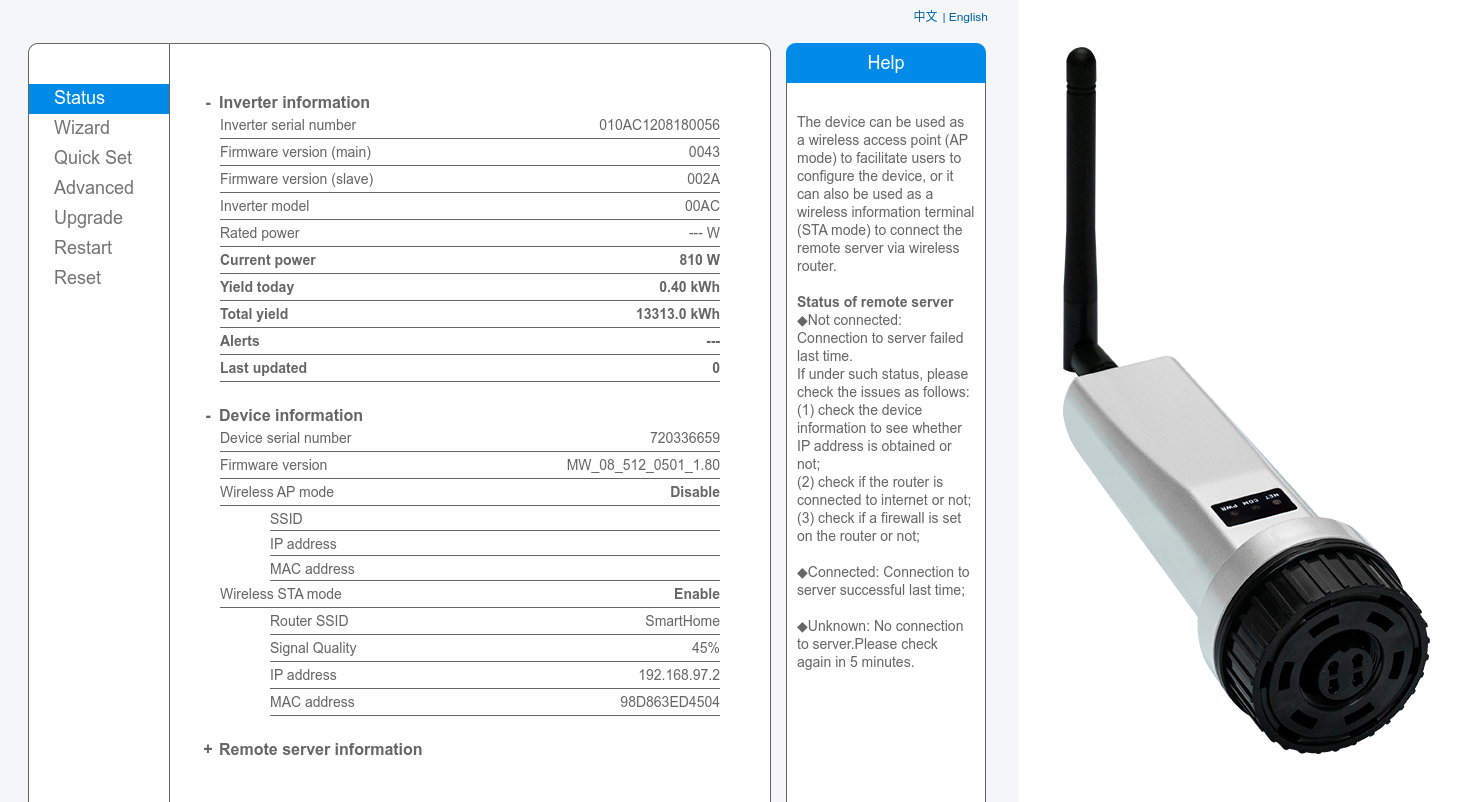 中文 | English
Status
Wizard
Quick Set
Advanced
Upgrade
Restart
Reset
- Inverter information
Inverter serial number 010AC1208180056
Firmware version (main) 0043
Firmware version (slave) 002A
Inverter model 00AC
Rated power --- W
Current power 810 W
Yield today 0.40 kWh
Total yield 13313.0 kWh
Alerts ---
Last updated 0
- Device information
Device serial number 720336659
Firmware version MW_08_512_0501_1.80
Wireless AP mode Disable
SSID
IP address
MAC address
Wireless STA mode Enable
Router SSID SmartHome
Signal Quality 45%
IP address 192.168.97.2
MAC address 98D863ED4504
+ Remote server information
Help
The device can be used as
a wireless access point (AP
mode) to facilitate users to
configure the device, or it
can also be used as a
wireless information terminal
(STA mode) to connect the
remote server via wireless
router.
Status of remote server
◆Not connected:
Connection to server failed
last time.
If under such status, please
check the issues as follows:
(1) check the device
information to see whether
IP address is obtained or
not;
(2) check if the router is
connected to internet or not;
(3) check if a firewall is set
on the router or not;
◆Connected: Connection to
server successful last time;
◆Unknown: No connection
to server.Please check
again in 5 minutes.
NET COM PWR